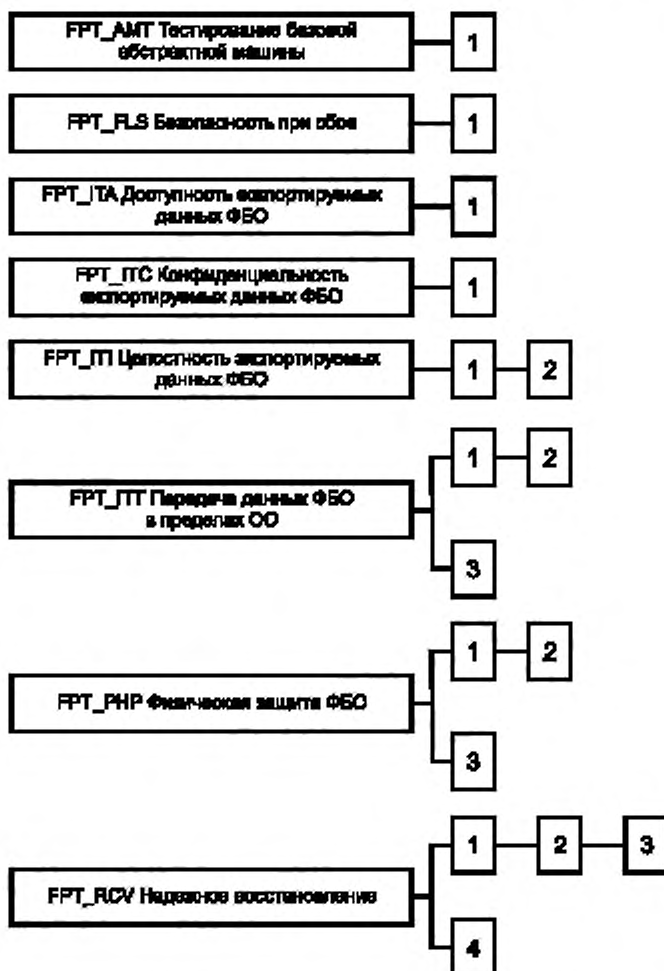 FPT_AMT Тестирование базовой
абстрактной машины
1
FPT_FLS Безопасность при сбое
1
FPT_ITA Доступность экспортируемых
данных ФБО
1
FPT_ITC Конфиденциальность
экспортируемых данных ФБО
1
FPT_ITI Целостность экспортируемых
данных ФБО
1 2
FPT_ITT Передача данных ФБО
в пределах ОО
1 2
3
FPT_PHP Физическая защита ФБО
1 2
3
FPT_RCV Надежное восстановление
1 2 3
4